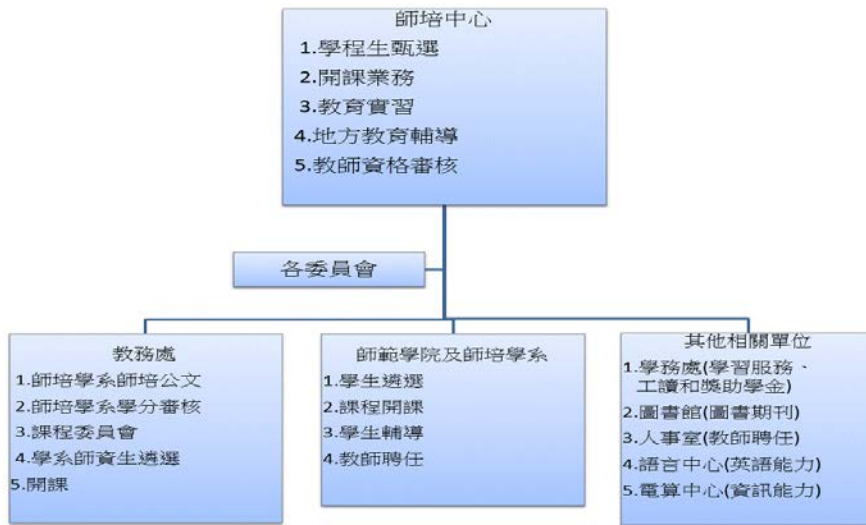 師培中心
1.學程生甄選
2.開課業務
3.教育實習
4.地方教育輔導
5.教師資格審核
各委員會
教務處
1.師培學系師培公文
2.師培學系學分審核
3.課程委員會
4.學系師資生遴選
5.開課
師範學院及師培學系
1.學生遴選
2.課程開課
3.學生輔導
4.教師聘任
其他相關單位
1.學務處(學習服務、
工讀和獎助學金)
2.圖書館(圖書期刊)
3.人事室(教師聘任)
4.語言中心(英語能力)
5.電算中心(資訊能力)